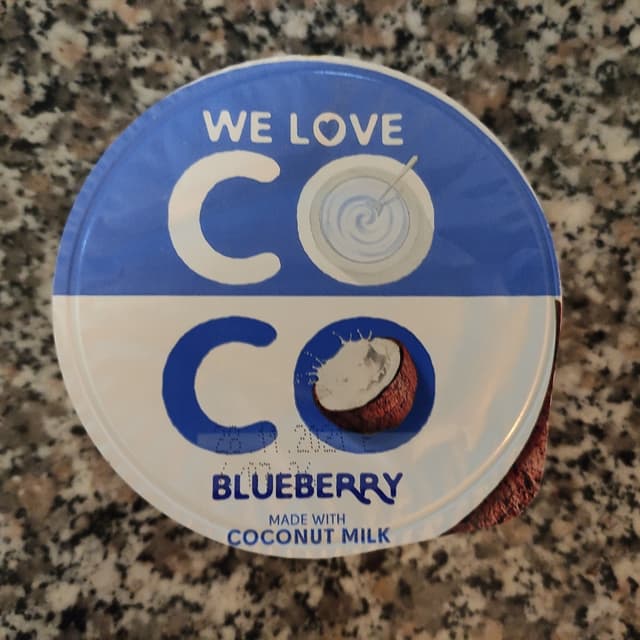 WE LOVE
CO
CO
BLUEBERRY
MADE WITH
COCONUT MILK